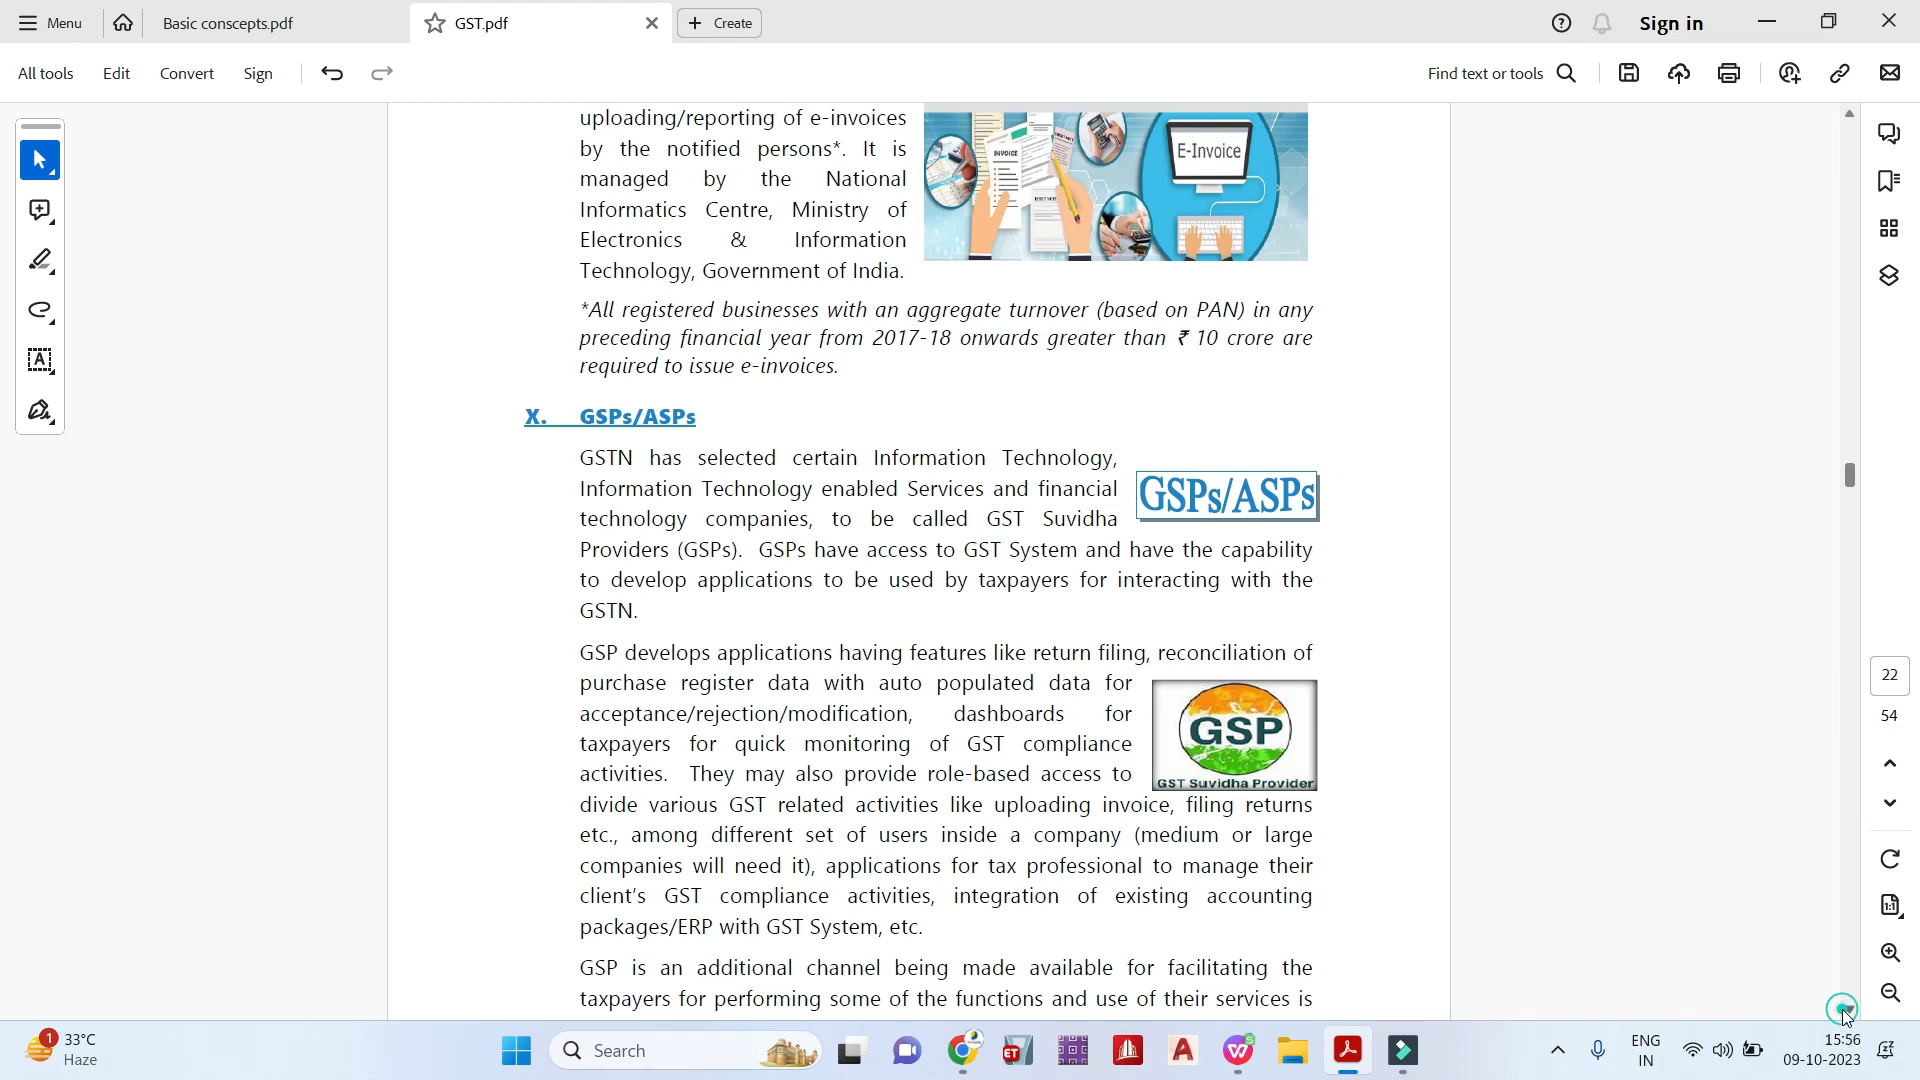 Menu
Basic conscepts.pdf
GST.pdf
Create
Sign in
All tools
Edit
Convert
Sign
Find text or tools
uploading/reporting of e-invoices
by the notified persons*. It is
managed by the National
Informatics Centre, Ministry of
Electronics & Information
Technology, Government of India.
INVOICE
E-Invoice
*All registered businesses with an aggregate turnover (based on PAN) in any
preceding financial year from 2017-18 onwards greater than ₹ 10 crore are
required to issue e-invoices.
X. GSPs/ASPs
GSTN has selected certain Information Technology,
Information Technology enabled Services and financial
technology companies, to be called GST Suvidha
Providers (GSPs). GSPs have access to GST System and have the capability
to develop applications to be used by taxpayers for interacting with the
GSTN.
GSPs/ASPs
GSP develops applications having features like return filing, reconciliation of
purchase register data with auto populated data for
acceptance/rejection/modification, dashboards for
taxpayers for quick monitoring of GST compliance
activities. They may also provide role-based access to
divide various GST related activities like uploading invoice, filing returns
etc., among different set of users inside a company (medium or large
companies will need it), applications for tax professional to manage their
client's GST compliance activities, integration of existing accounting
packages/ERP with GST System, etc.
GSP
GST Suvidha Provider
GSP is an additional channel being made available for facilitating the
taxpayers for performing some of the functions and use of their services is
22
54
1:1
1
33°C
Haze
Search
ET
ENG
IN
15:56
09-10-2023